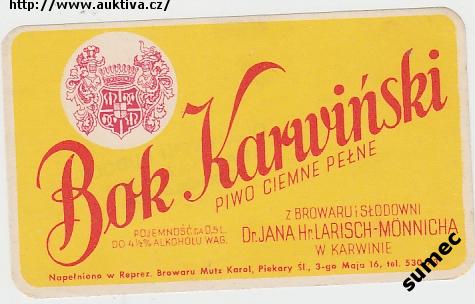 http://www.auktiva.cz/
Bok Karwiński
PIWO CIEMNE PEŁNE
POJEMNOŚĆ CA 0,5 L.
DO 4½% ALKOHOLU WAG.
Z BROWARU i SŁODOWNI
Dr. JANA Hr. LARISCH-MÖNNICHA
W KARWINIE
Napełniono w Reprez. Browaru Mutz Karol, Piekary Śl., 3-go Maja 16, tel. 530
sumec